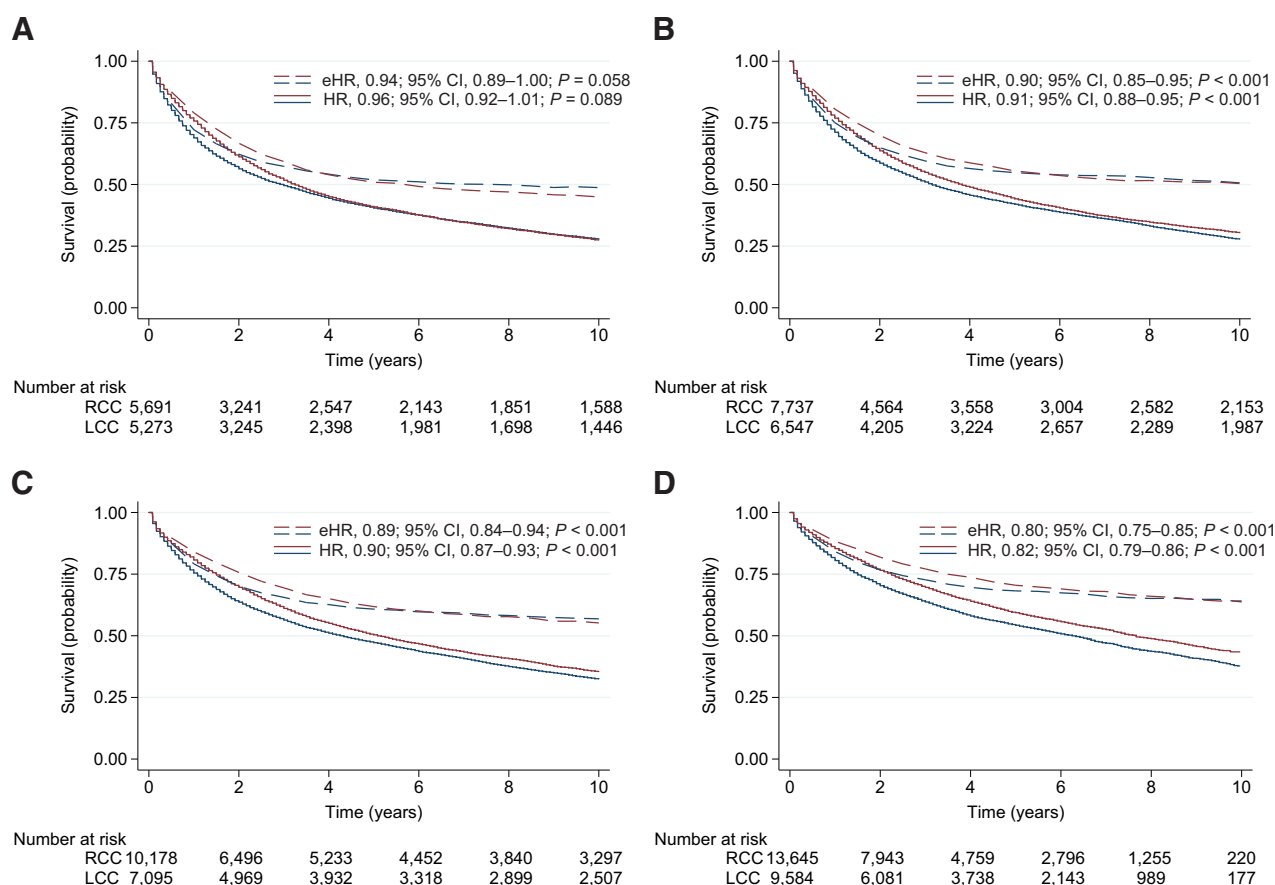 A
Survival (probability)
1.00
0.75
0.50
0.25
0.00
eHR, 0.94; 95% CI, 0.89–1.00; P = 0.058
HR, 0.96; 95% CI, 0.92–1.01; P = 0.089
0 2 4 6 8 10
Time (years)
Number at risk
RCC 5,691 3,241 2,547 2,143 1,851 1,588
LCC 5,273 3,245 2,398 1,981 1,698 1,446
B
Survival (probability)
1.00
0.75
0.50
0.25
0.00
eHR, 0.90; 95% CI, 0.85–0.95; P < 0.001
HR, 0.91; 95% CI, 0.88–0.95; P < 0.001
0 2 4 6 8 10
Time (years)
Number at risk
RCC 7,737 4,564 3,558 3,004 2,582 2,153
LCC 6,547 4,205 3,224 2,657 2,289 1,987
C
Survival (probability)
1.00
0.75
0.50
0.25
0.00
eHR, 0.89; 95% CI, 0.84–0.94; P < 0.001
HR, 0.90; 95% CI, 0.87–0.93; P < 0.001
0 2 4 6 8 10
Time (years)
Number at risk
RCC 10,178 6,496 5,233 4,452 3,840 3,297
LCC 7,095 4,969 3,932 3,318 2,899 2,507
D
Survival (probability)
1.00
0.75
0.50
0.25
0.00
eHR, 0.80; 95% CI, 0.75–0.85; P < 0.001
HR, 0.82; 95% CI, 0.79–0.86; P < 0.001
0 2 4 6 8 10
Time (years)
Number at risk
RCC 13,645 7,943 4,759 2,796 1,255 220
LCC 9,584 6,081 3,738 2,143 989 177